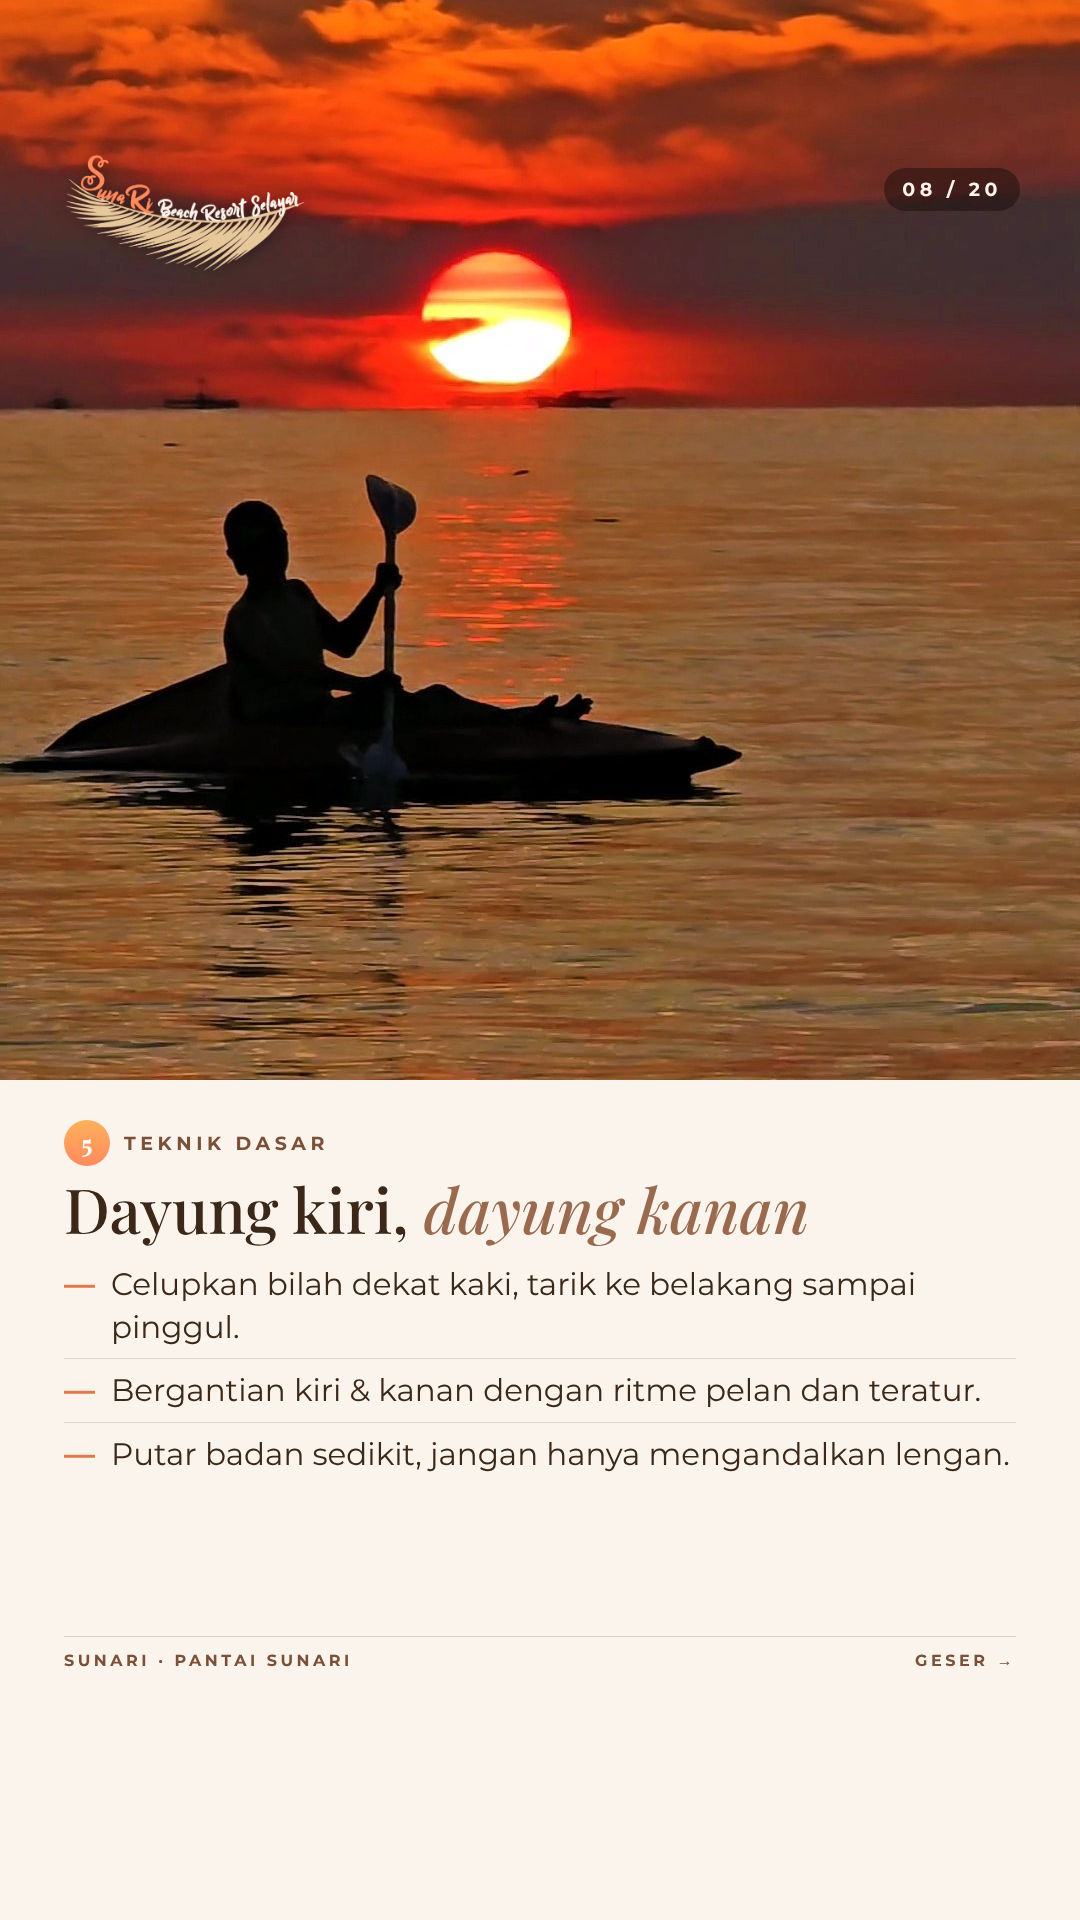 SunaRi Beach Resort Selayar
08 / 20
5 TEKNIK DASAR
Dayung kiri, dayung kanan
— Celupkan bilah dekat kaki, tarik ke belakang sampai
pinggul.
— Bergantian kiri & kanan dengan ritme pelan dan teratur.
— Putar badan sedikit, jangan hanya mengandalkan lengan.
SUNARI · PANTAI SUNARI
GESER →